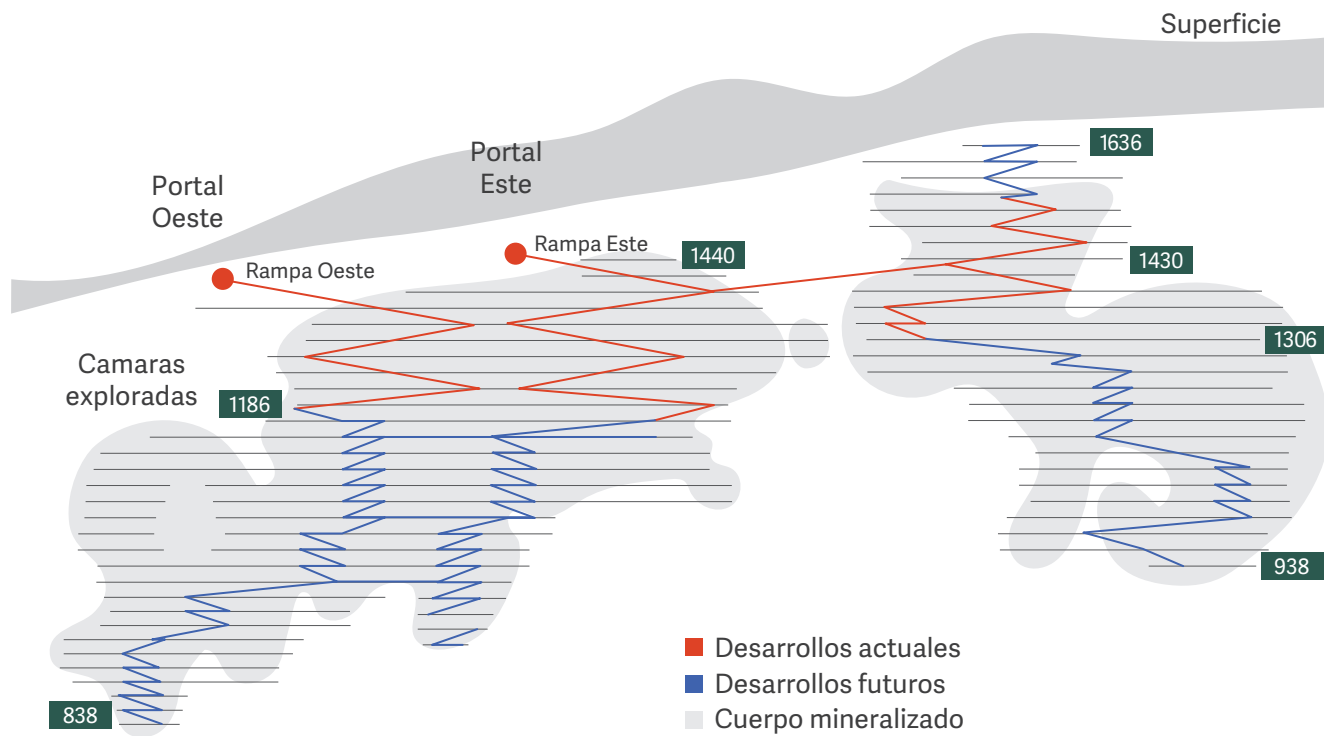 Superficie
1636
Portal
Este
Portal
Oeste
Rampa Este
1440
1430
Rampa Oeste
1306
Camaras
exploradas
1186
938
Desarrollos actuales
Desarrollos futuros
Cuerpo mineralizado
838